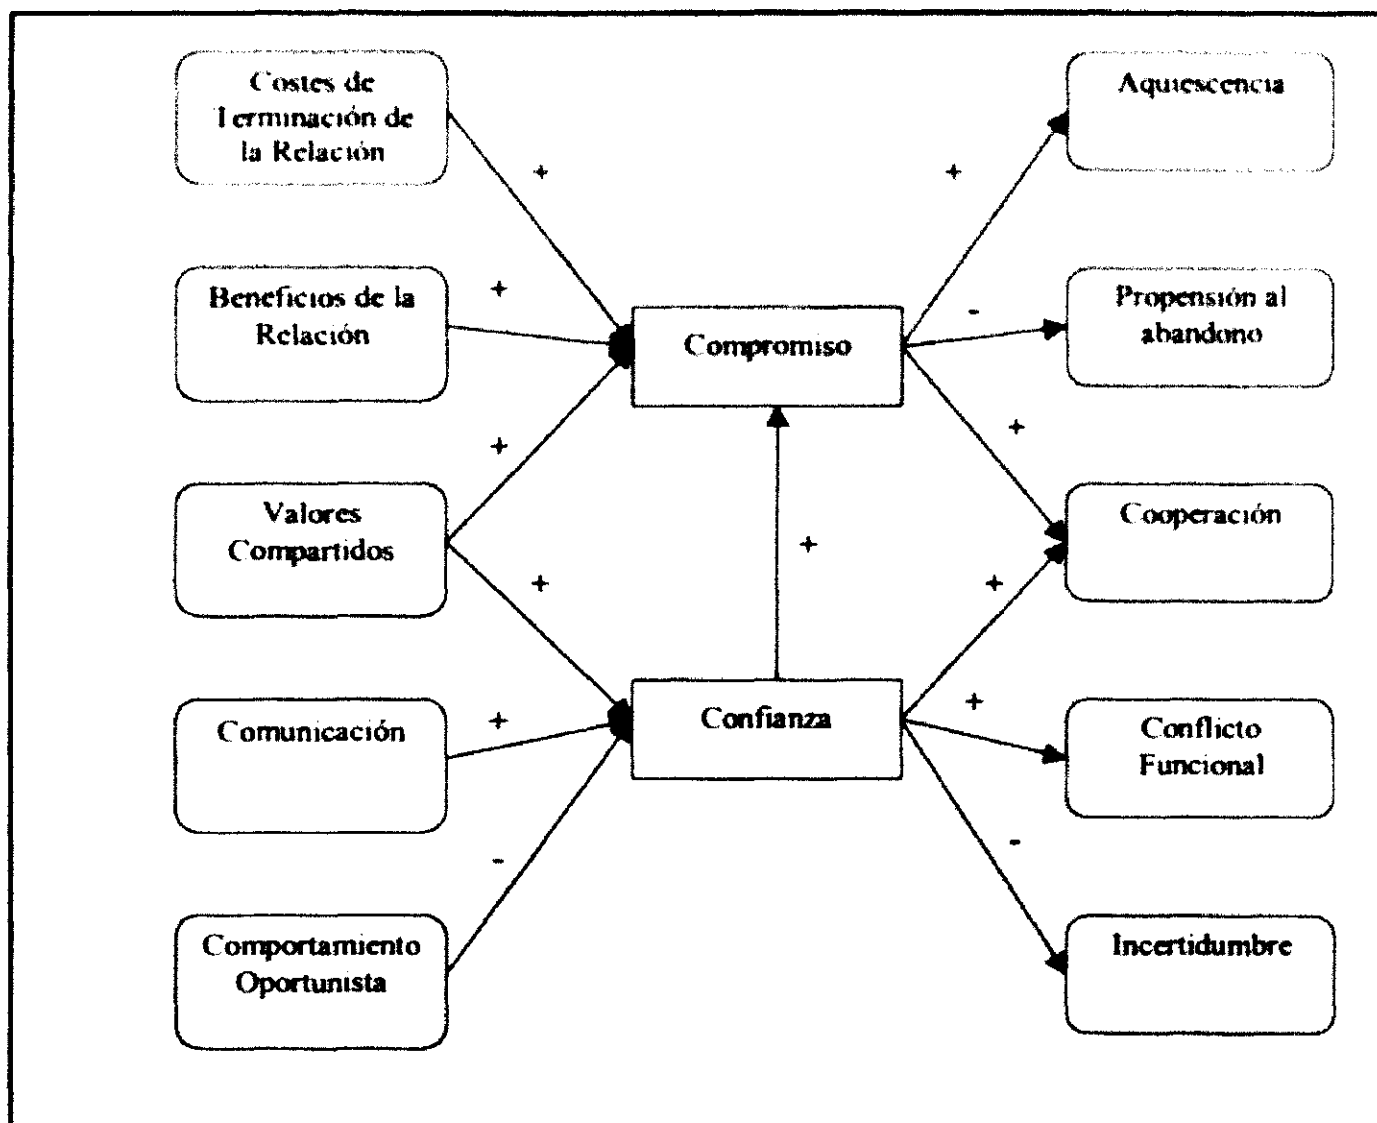 Costes de
Terminación de
la Relación
+
+
Aquiescencia
Beneficios de la
Relación
+
-
Propensión al
abandono
Compromiso
+
+
Valores
Compartidos
+
+
+
Cooperación
Comunicación
+
Confianza
+
Conflicto
Funcional
-
-
Comportamiento
Oportunista
Incertidumbre